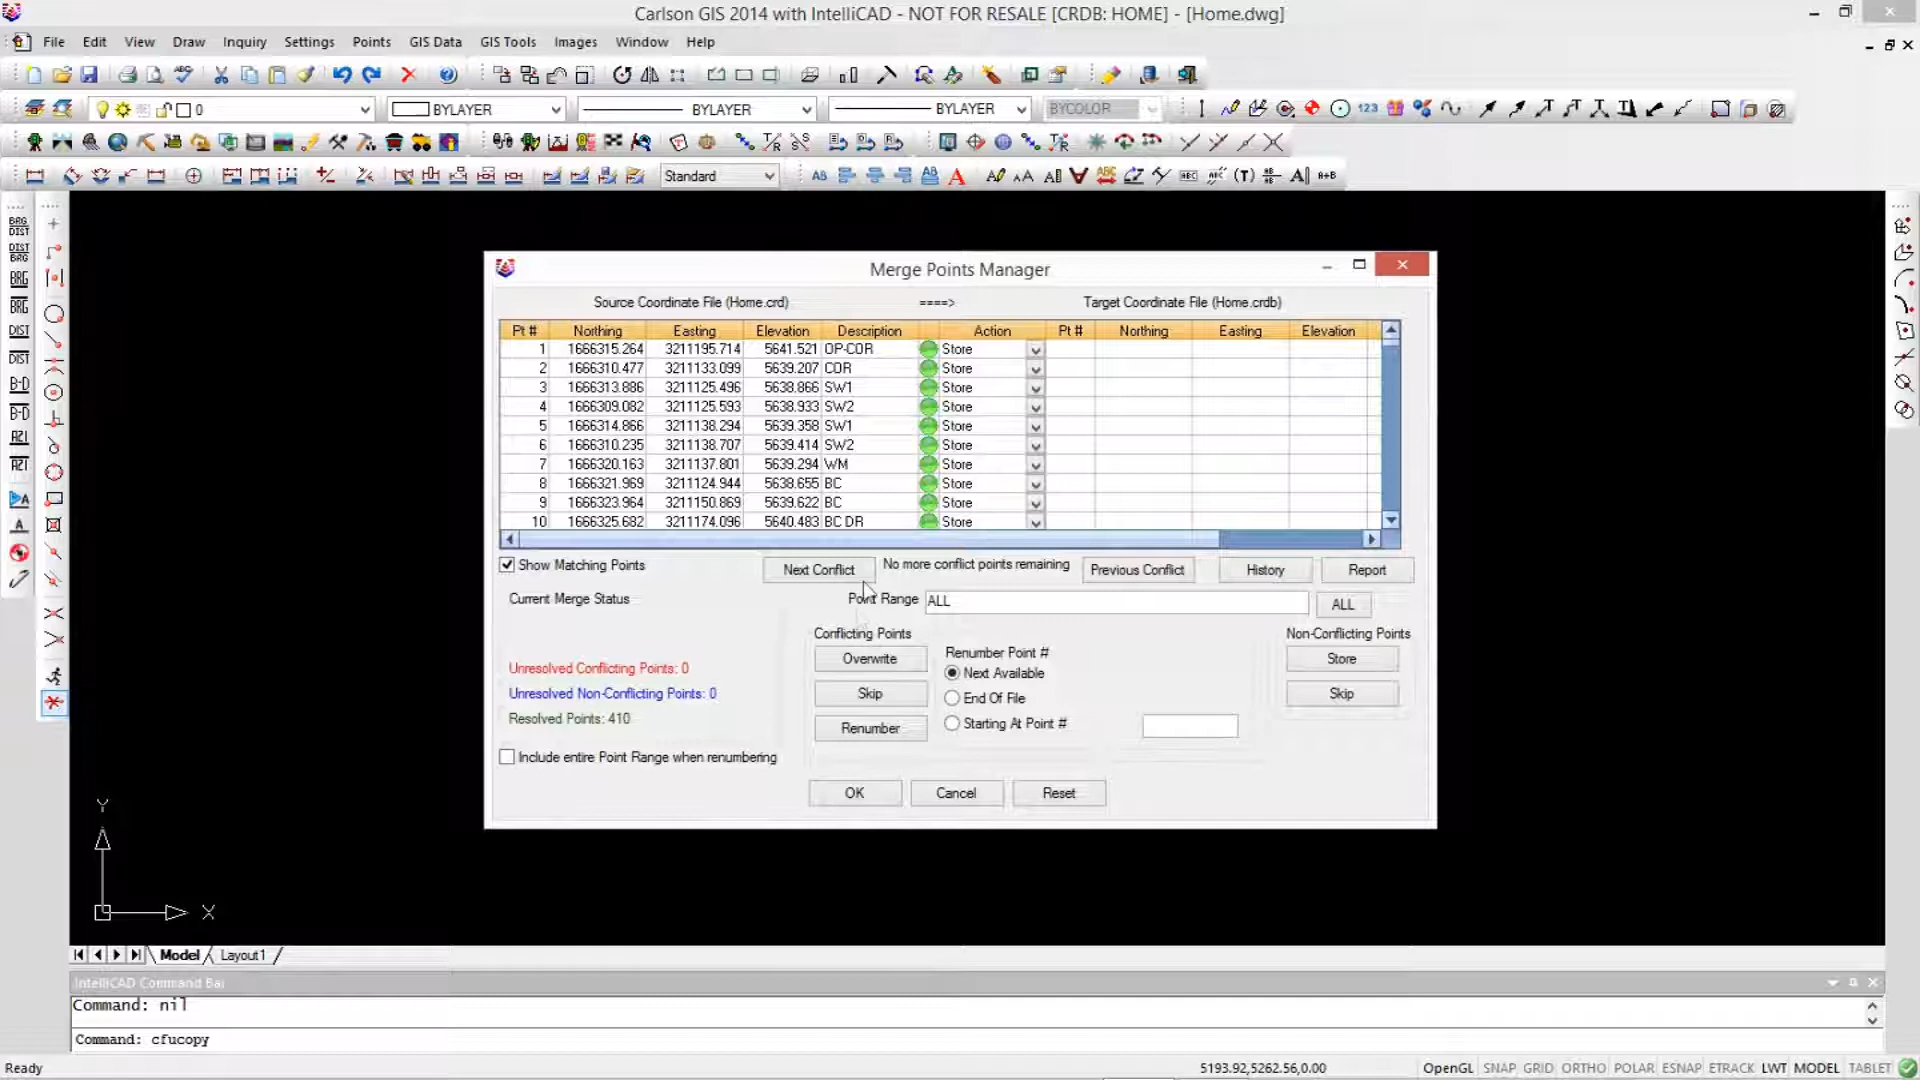 Carlson GIS 2014 with IntelliCAD - NOT FOR RESALE [CRDB: HOME] - [Home.dwg]
File Edit View Draw Inquiry Settings Points GIS Data GIS Tools Images Window Help
0 BYLAYER BYLAYER BYLAYER BYCOLOR 123
Standard
BRG DIST
DIST BRG
BRG
BRG
DIST
DIST
B-D
B-D
AZI
AZI
Merge Points Manager
Source Coordinate File (Home.crd) ====> Target Coordinate File (Home.crdb)
Pt # Northing Easting Elevation Description Action Pt # Northing Easting Elevation
1 1666315.264 3211195.714 5641.521 OP-COR Store
2 1666310.477 3211133.099 5639.207 COR Store
3 1666313.886 3211125.496 5638.866 SW1 Store
4 1666309.082 3211125.593 5638.933 SW2 Store
5 1666314.866 3211138.294 5639.358 SW1 Store
6 1666310.235 3211138.707 5639.414 SW2 Store
7 1666320.163 3211137.801 5639.294 WM Store
8 1666321.969 3211124.944 5638.655 BC Store
9 1666323.964 3211150.869 5639.622 BC Store
10 1666325.682 3211174.096 5640.483 BC DR Store
Show Matching Points Next Conflict No more conflict points remaining Previous Conflict History Report
Current Merge Status Point Range ALL ALL
Conflicting Points Non-Conflicting Points
Overwrite Renumber Point # Store
Unresolved Conflicting Points: 0 Next Available
Unresolved Non-Conflicting Points: 0 Skip End Of File Skip
Resolved Points: 410 Renumber Starting At Point #
Include entire Point Range when renumbering
OK Cancel Reset
Y
X
Model Layout1
IntelliCAD Command Bar
Command: nil
Command: cfucopy
Ready 5193.92,5262.56,0.00 OpenGL SNAP GRID ORTHO POLAR ESNAP ETRACK LWT MODEL TABLET